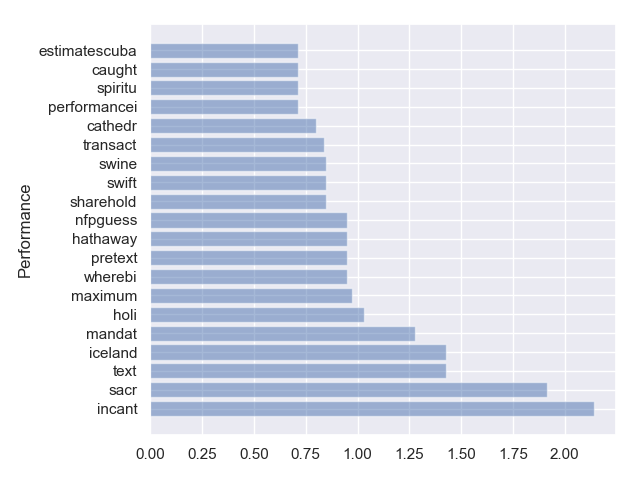 estimatescuba
caught
spiritu
performancei
cathedr
transact
swine
swift
sharehold
nfpguess
hathaway
pretext
wherebi
maximum
holi
mandat
iceland
text
sacr
incant
Performance
0.00 0.25 0.50 0.75 1.00 1.25 1.50 1.75 2.00